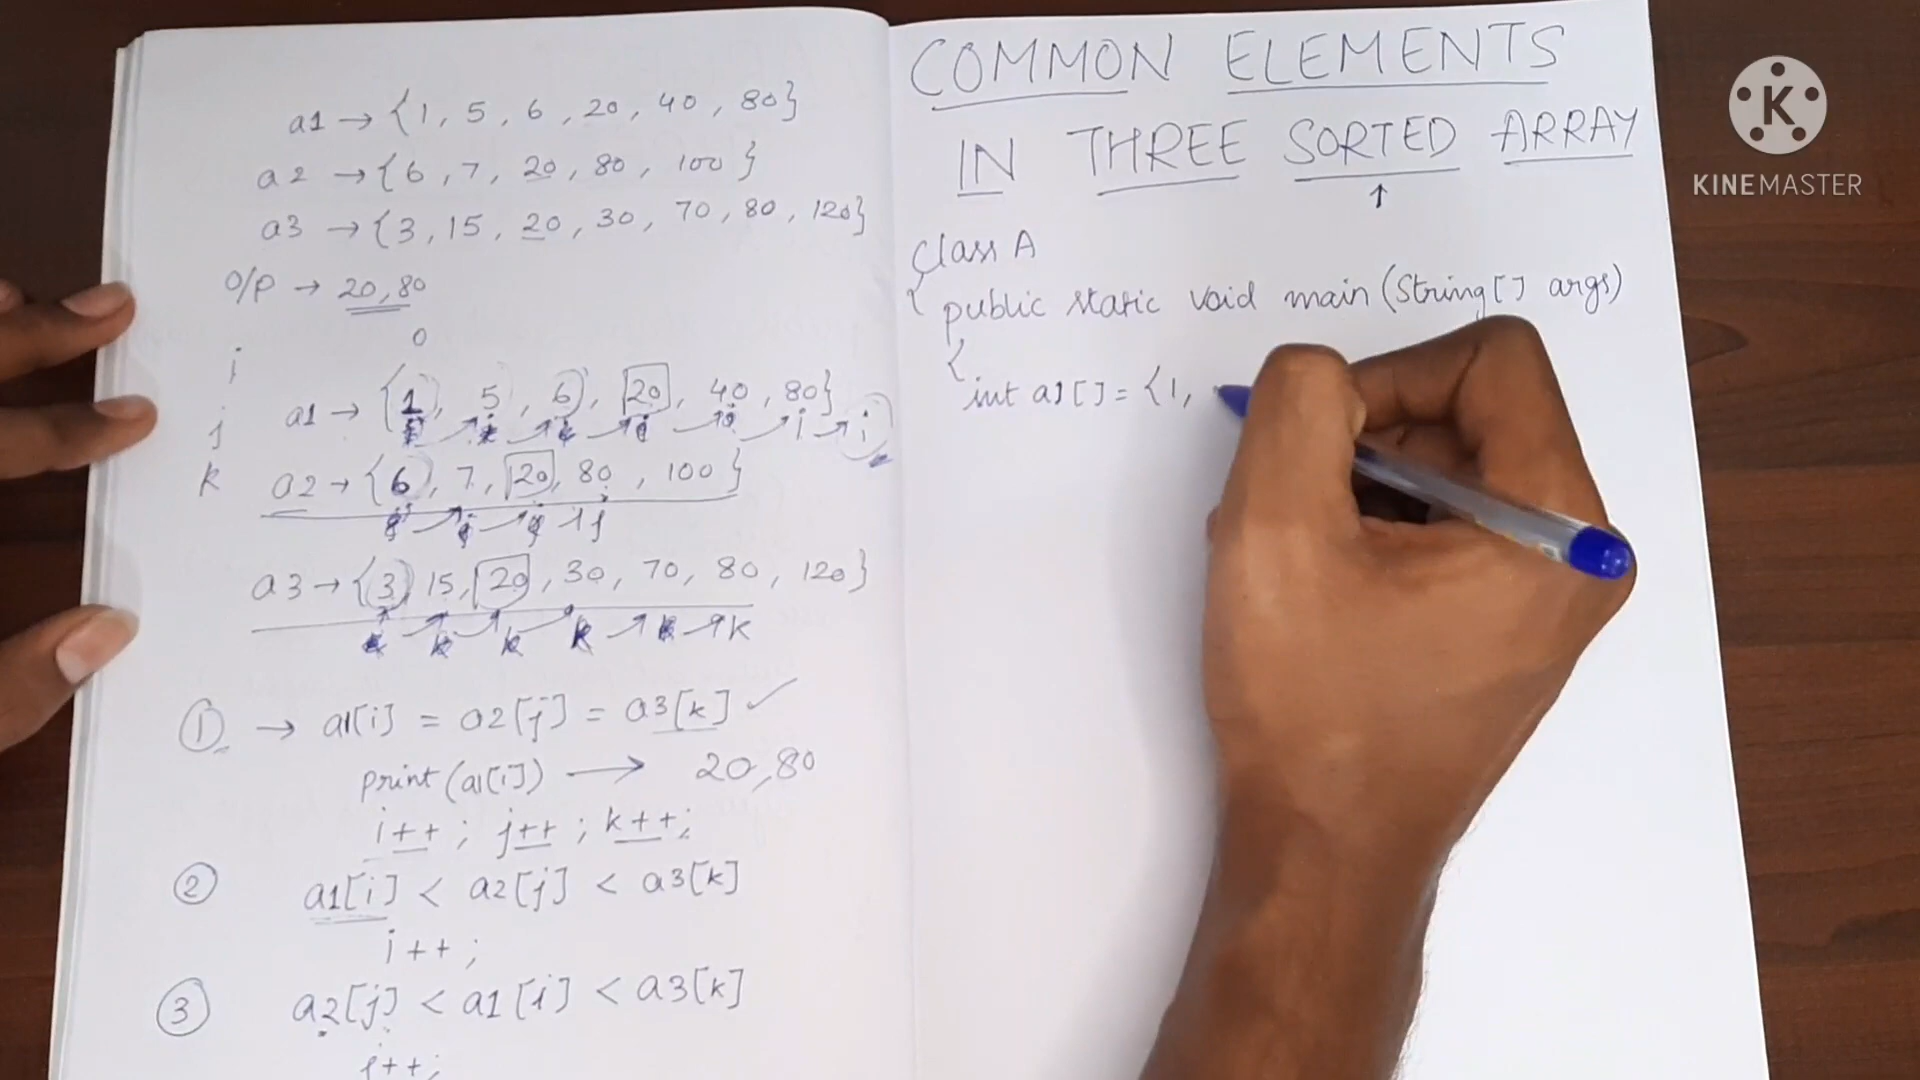 a1 → {1, 5, 6, 20, 40, 80}
a2 → {6, 7, 20, 80, 100}
a3 → {3, 15, 20, 30, 70, 80, 120}
O/P → 20,80
0
i
a1 → {1, 5, 6, 20, 40, 80}
i
j
k
a2 → {6, 7, 20, 80, 100}
j
a3 → {3, 15, 20, 30, 70, 80, 120}
k k k k k k
① → a1[i] = a2[j] = a3[k] ✓
print(a1[i]) → 20,80
i++ ; j++ ; k++;
② a1[i] < a2[j] < a3[k]
i++ ;
③ a2[j] < a1[i] < a3[k]
j++;
COMMON ELEMENTS
IN THREE SORTED ARRAY
↑
Class A
{ public static void main (String[] args)
{
int a1[] = {1,
K
KINEMASTER